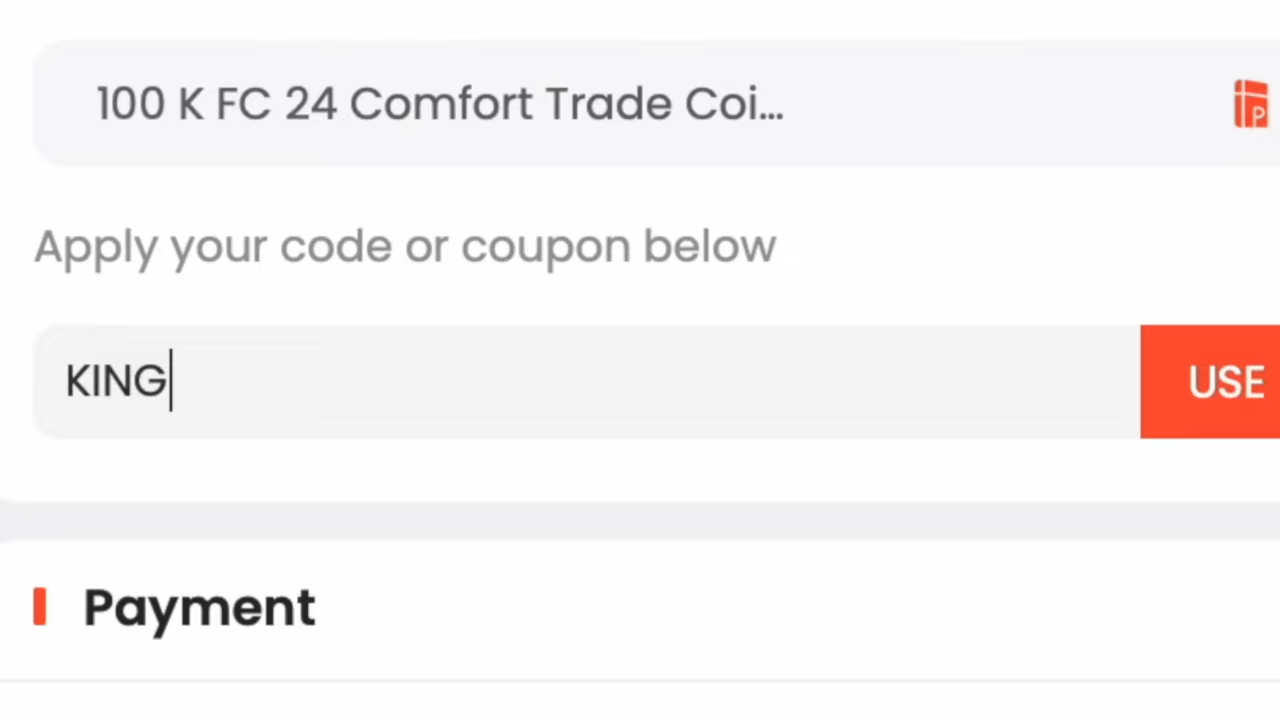 100 K FC 24 Comfort Trade Coi...
P
Apply your code or coupon below
KING
USE
Payment